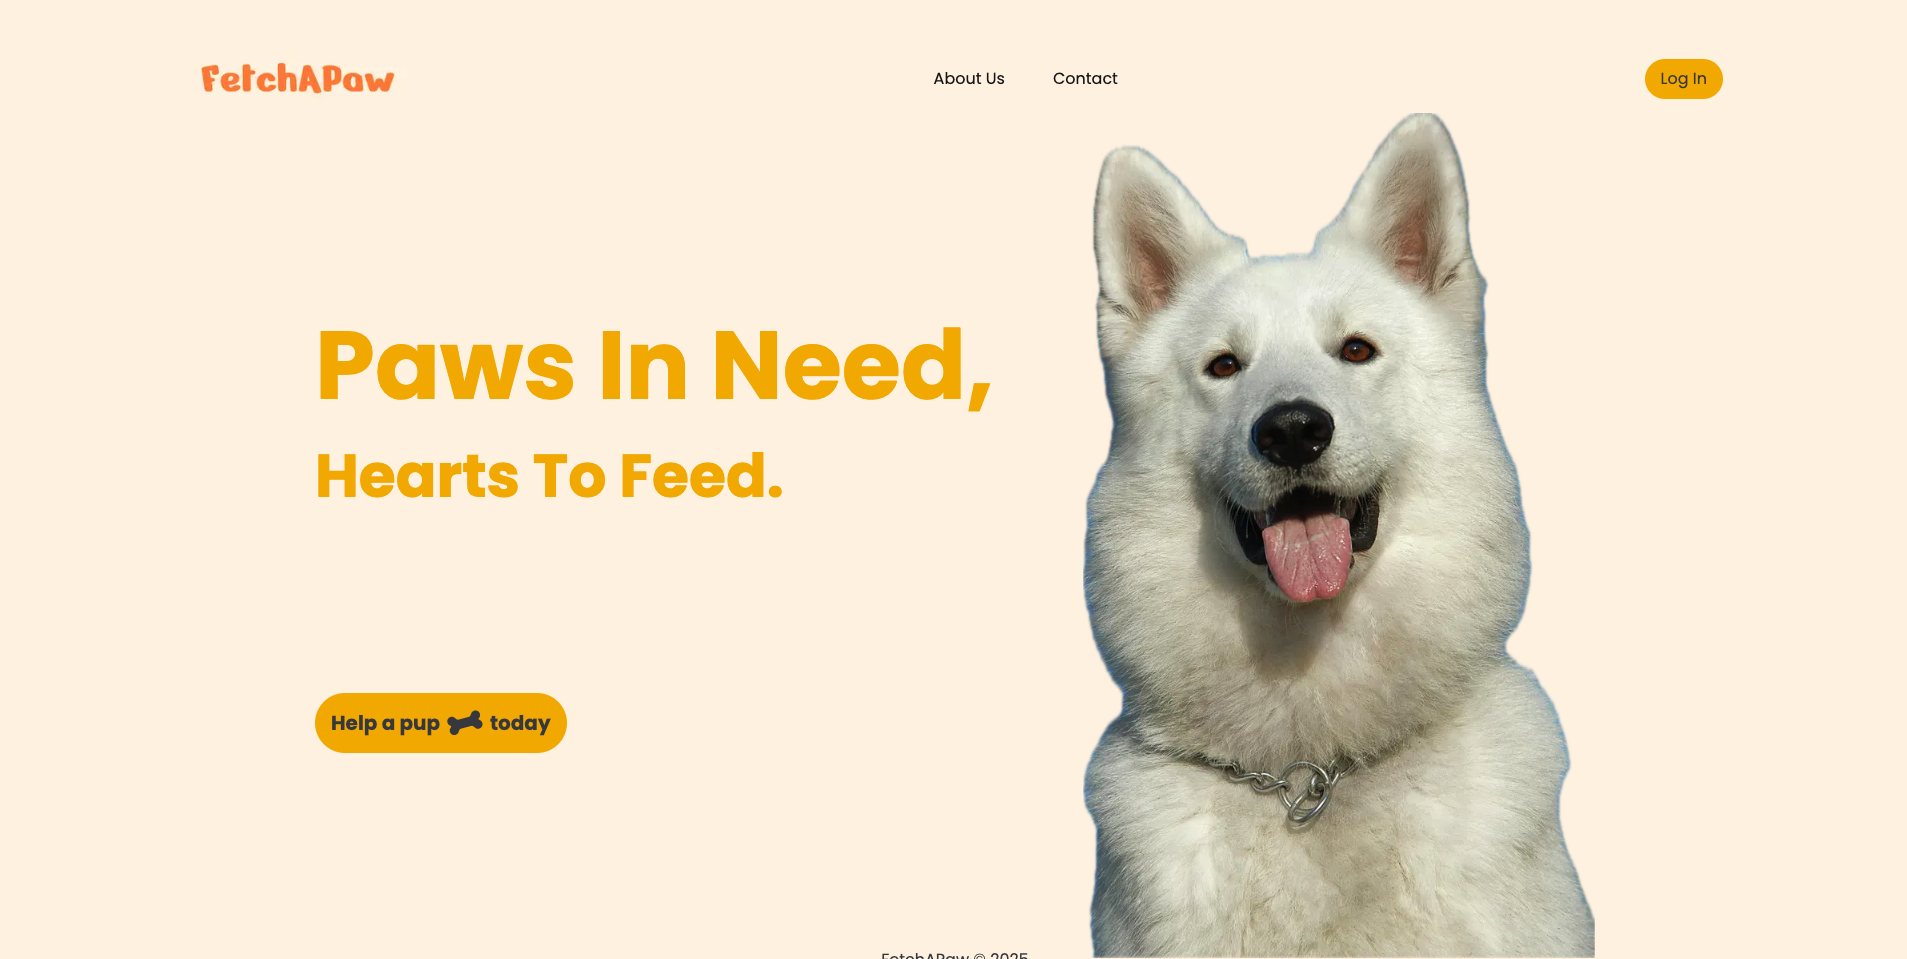 FetchAPaw
About Us
Contact
Log In
Paws In Need,
Hearts To Feed.
Help a pup today
FetchAPaw © 2025